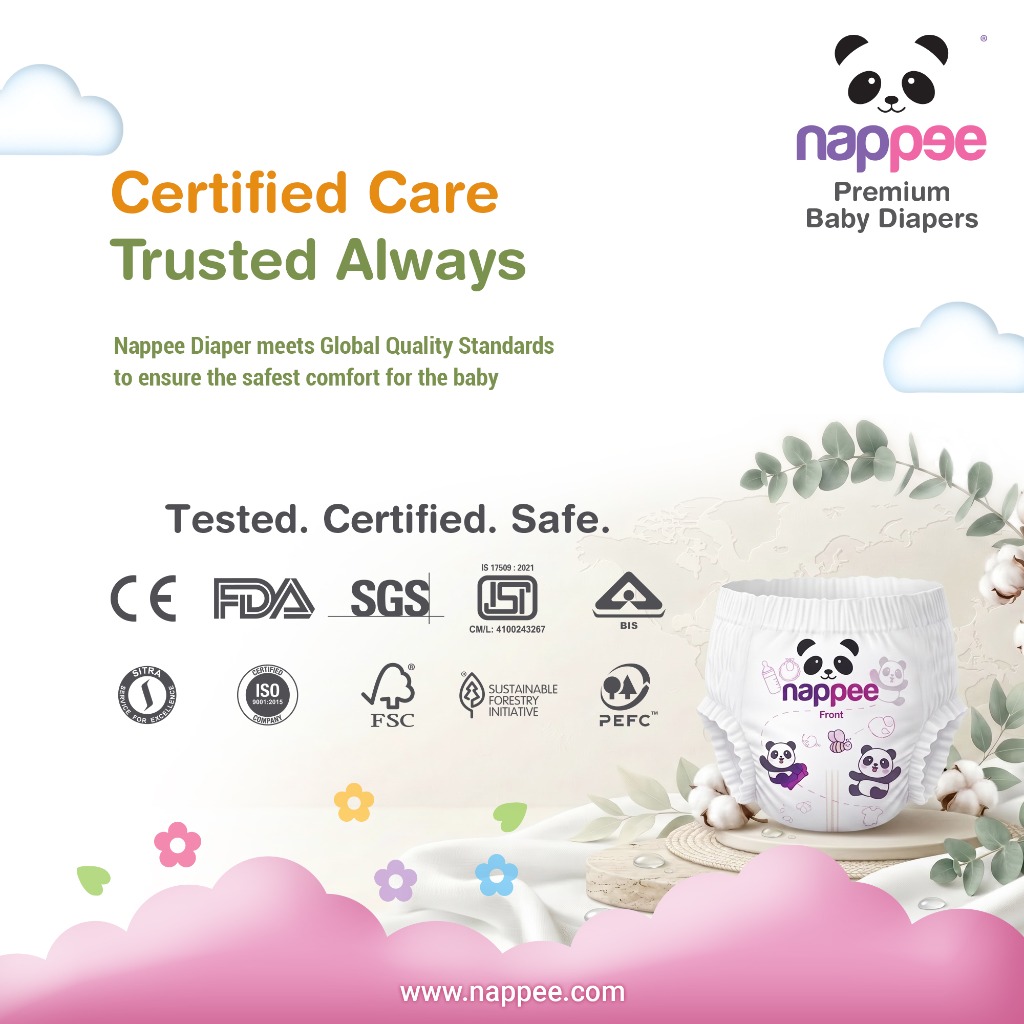 ®
nappee
Premium
Baby Diapers
Certified Care
Trusted Always
Nappee Diaper meets Global Quality Standards
to ensure the safest comfort for the baby
Tested. Certified. Safe.
CE
FDA
SGS
IS 17509 : 2021
ISI
CM/L: 4100243267
BIS
SITRA
SERVICE FOR EXCELLENCE
CERTIFIED
ISO
9001:2015
COMPANY
®
FSC
SUSTAINABLE
FORESTRY
INITIATIVE
PEFC™
nappee
Front
www.nappee.com